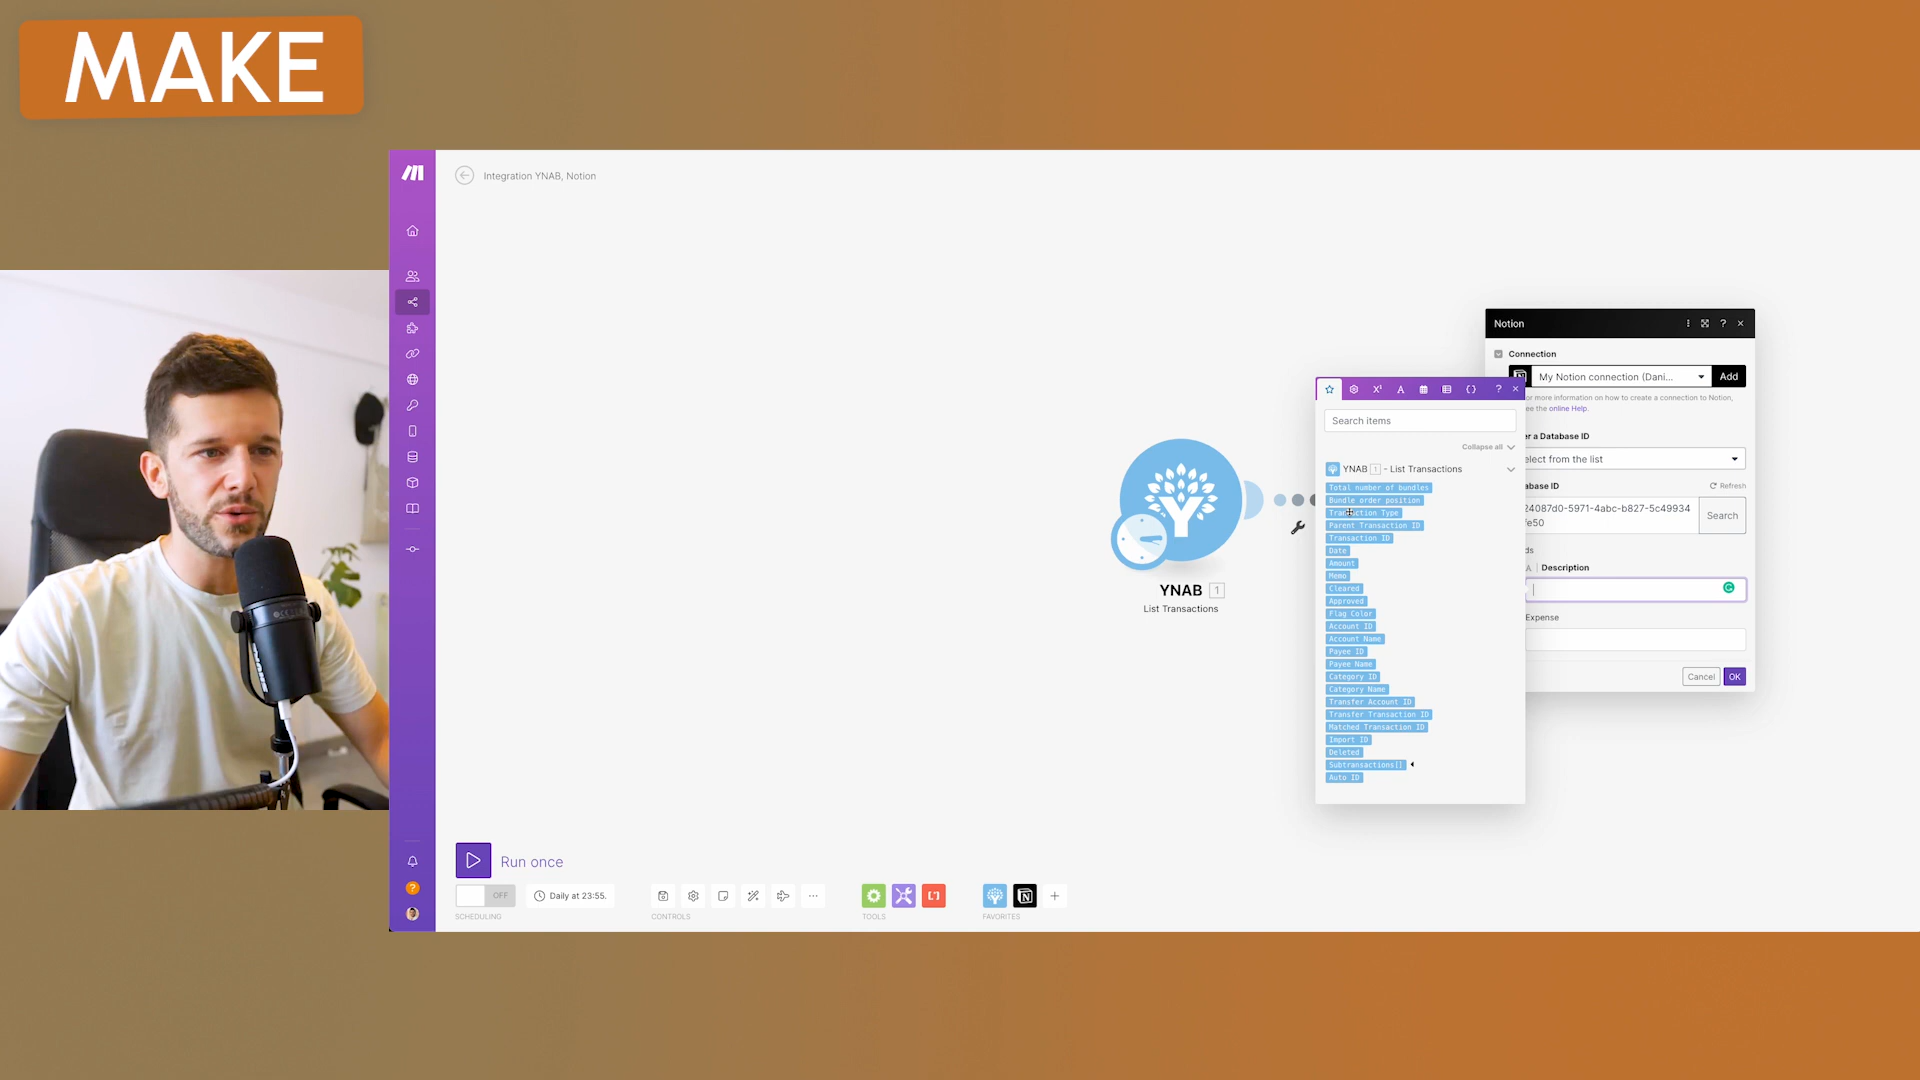 MAKE
Integration YNAB, Notion
Notion
Connection
My Notion connection (Dani...
Add
or more information on how to create a connection to Notion,
ee the online Help.
r a Database ID
elect from the list
abase ID
Refresh
24087d0-5971-4abc-b827-5c49934
fe50
Search
ds
A
Description
Expense
Cancel
OK
Search items
Collapse all
YNAB 1 - List Transactions
Total number of bundles
Bundle order position
Transaction Type
Parent Transaction ID
Transaction ID
Date
Amount
Memo
Cleared
Approved
Flag Color
Account ID
Account Name
Payee ID
Payee Name
Category ID
Category Name
Transfer Account ID
Transfer Transaction ID
Matched Transaction ID
Import ID
Deleted
Subtransactions[]
Auto ID
YNAB 1
List Transactions
Run once
OFF
Daily at 23:55.
SCHEDULING
CONTROLS
TOOLS
FAVORITES